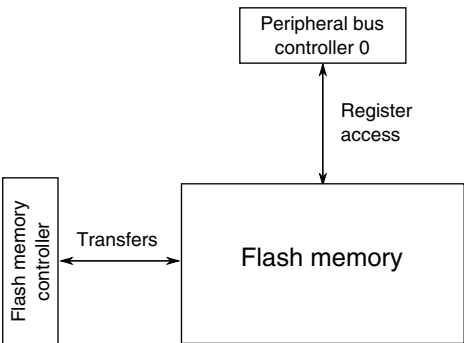 Peripheral bus
controller 0
Register
access
Flash memory
controller
Transfers
Flash memory